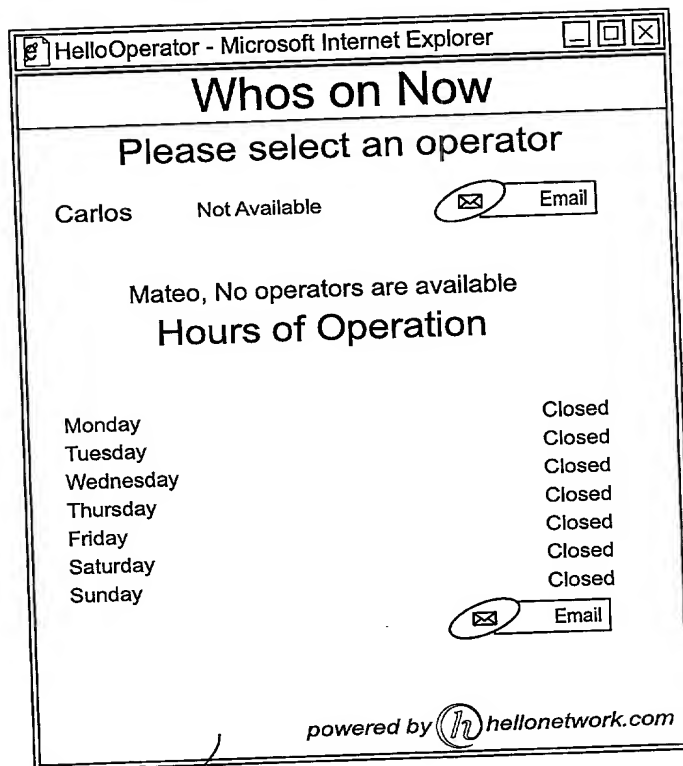 HelloOperator - Microsoft Internet Explorer
Whos on Now
Please select an operator
Carlos Not Available Email
Mateo, No operators are available
Hours of Operation
Monday Closed
Tuesday Closed
Wednesday Closed
Thursday Closed
Friday Closed
Saturday Closed
Sunday Closed
Email
powered by h hellonetwork.com